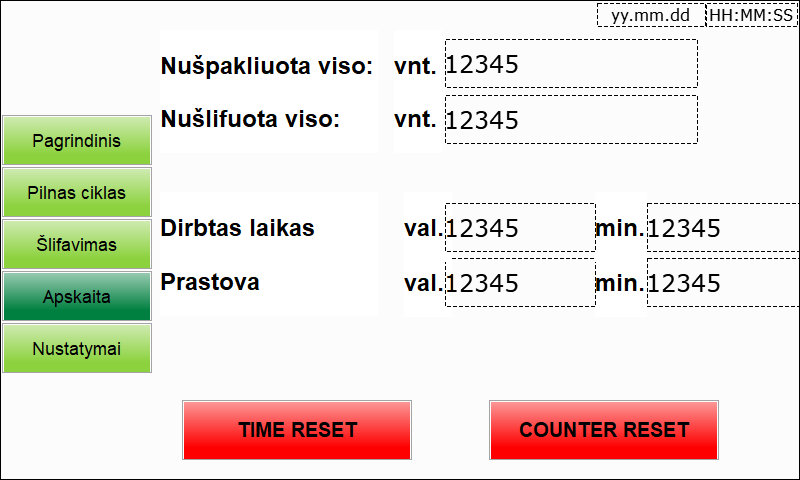 yy.mm.dd HH:MM:SS
Nušpakliuota viso: vnt. 12345
Nušlifuota viso: vnt. 12345
Pagrindinis
Pilnas ciklas
Šlifavimas
Apskaita
Nustatymai
Dirbtas laikas val. 12345 min. 12345
Prastova val. 12345 min. 12345
TIME RESET COUNTER RESET